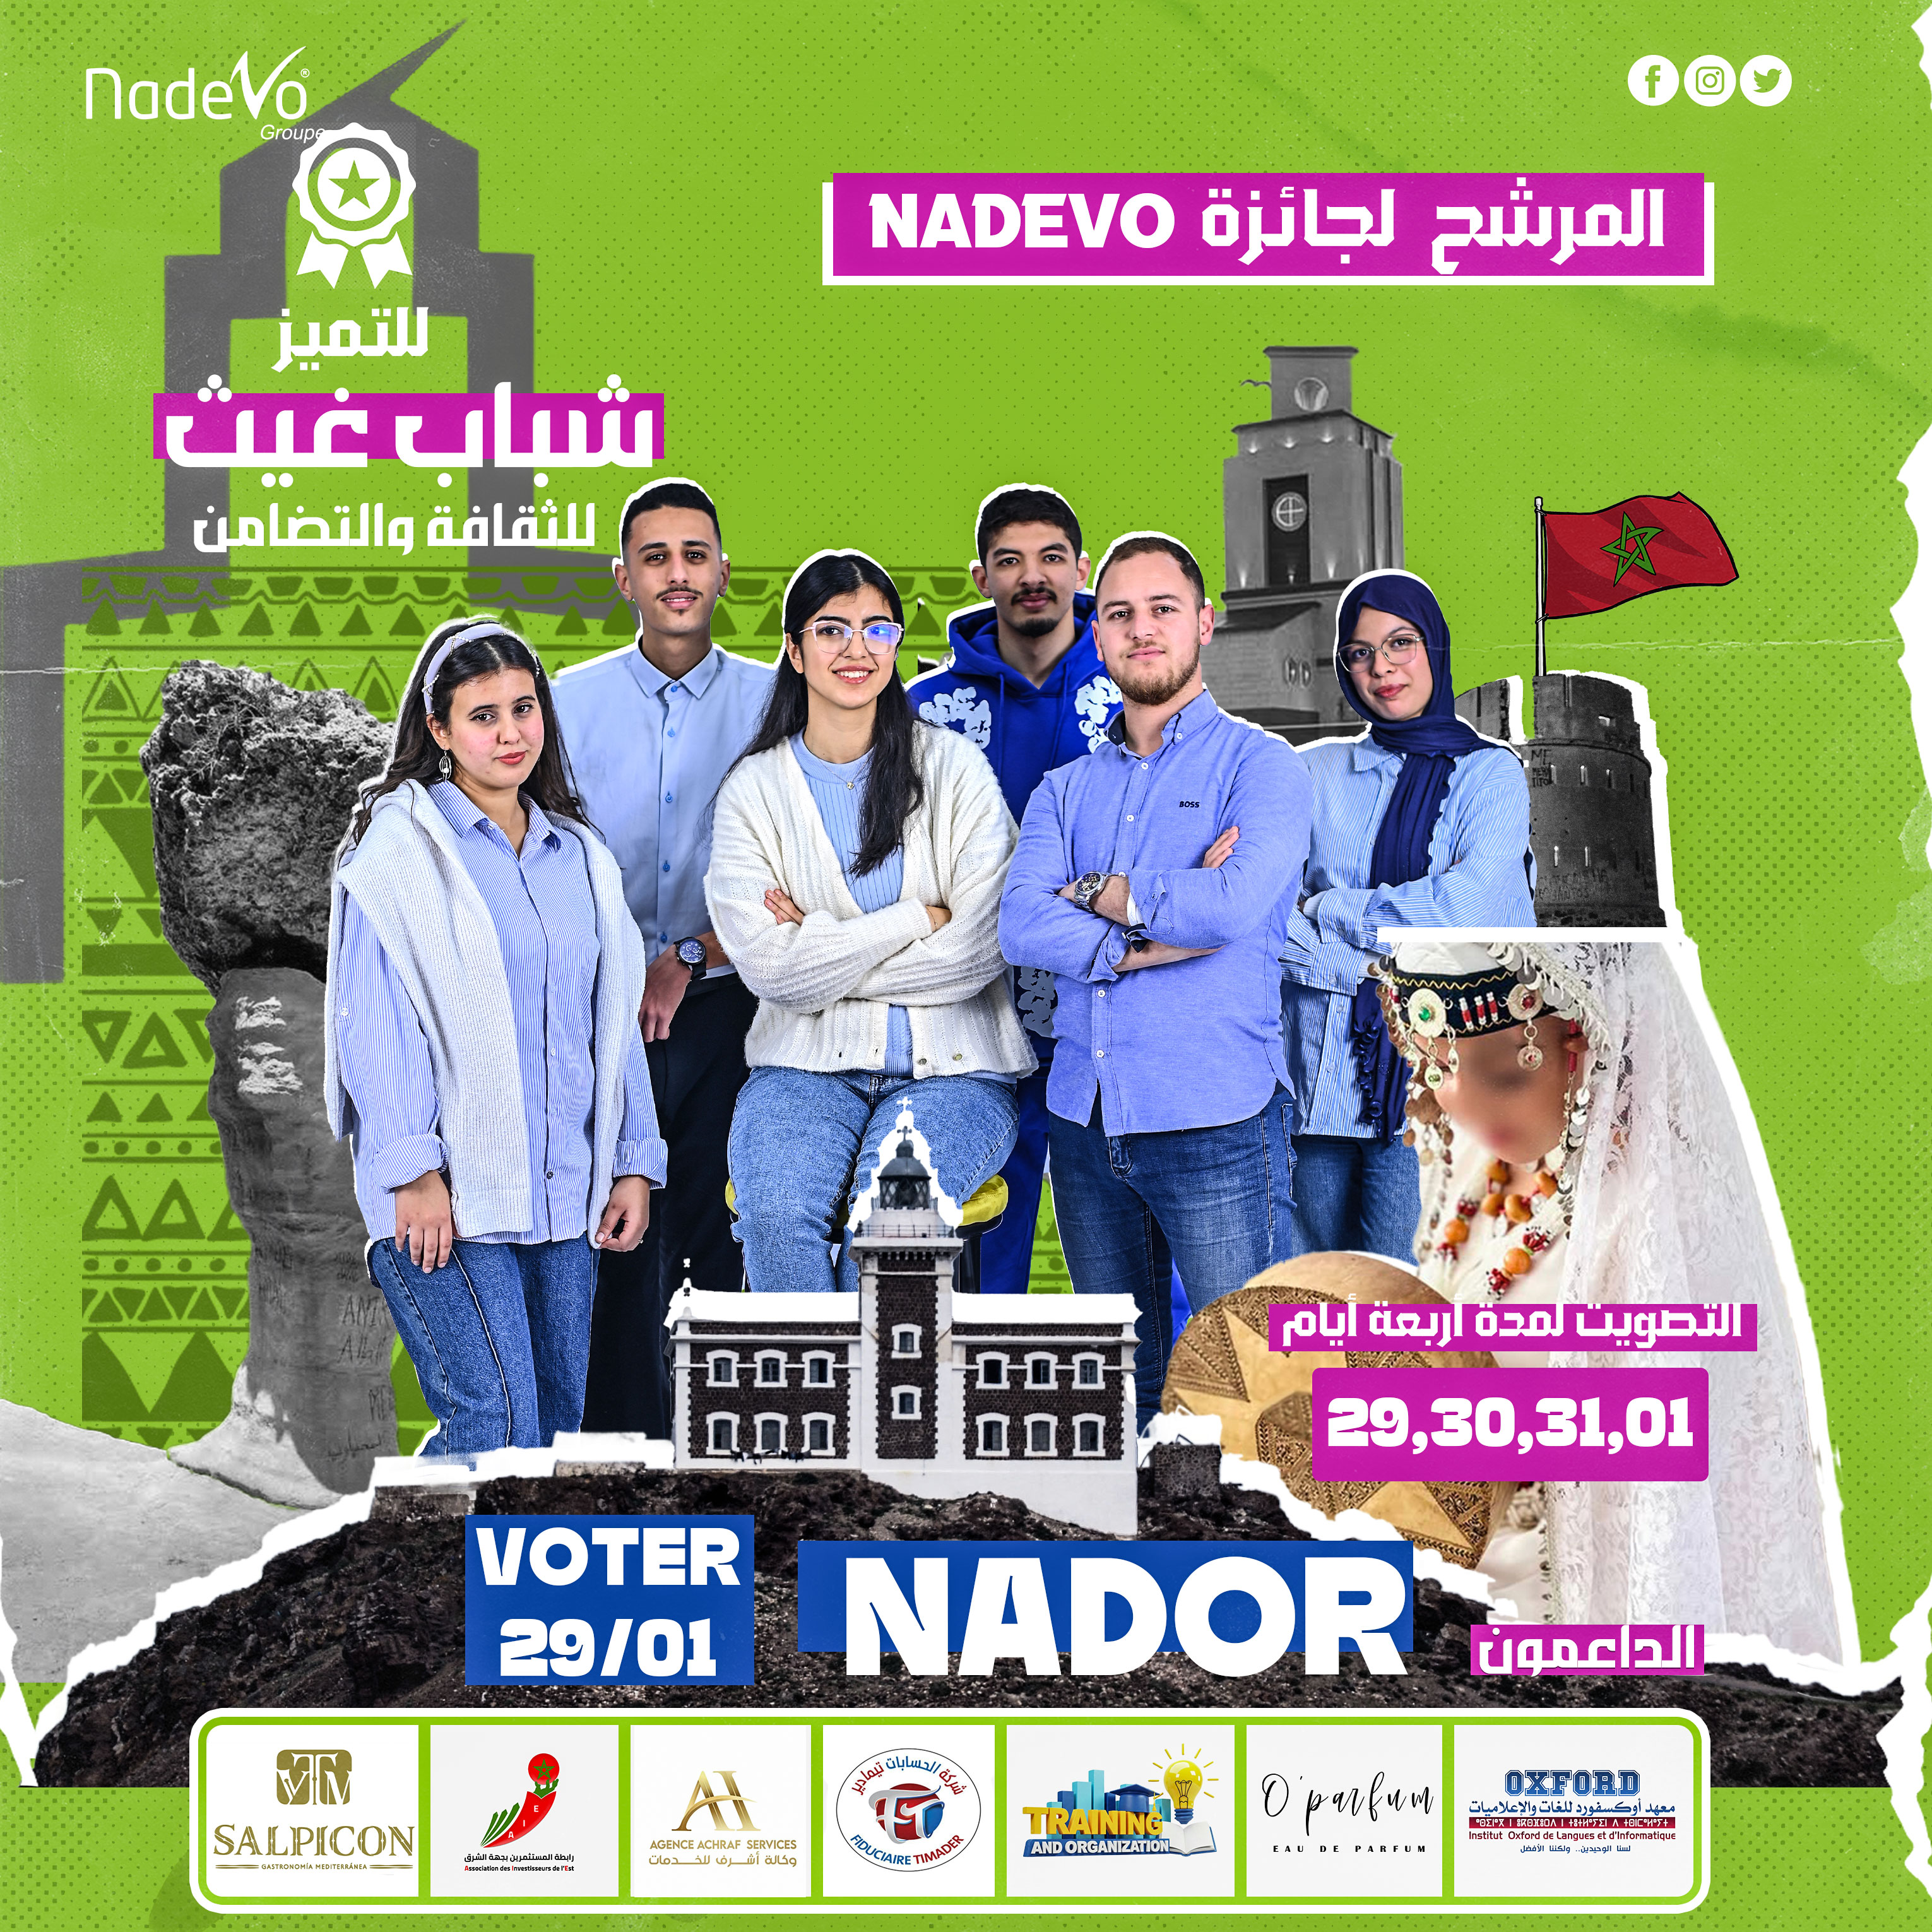 NadeVo®
Groupe
المرشح لجائزة NADEVO
للتميز
شباب غيث
للثقافة والتضامن
BOSS
التصويت لمدة أربعة أيام
29,30,31,01
VOTER
29/01
NADOR
الداعمون
SALPICON
GASTRONOMÍA MEDITERRÁNEA
A I E
رابطة المستثمرين بجهة الشرق
Association des Investisseurs de l'Est
AGENCE ACHRAF SERVICES
وكالة أشرف للخدمات
شركة الحسابات تيمادير
FIDUCIAIRE TIMADER
TRAINING
AND ORGANIZATION
O'parfum
EAU DE PARFUM
OXFORD
معهد أوكسفورد للغات والإعلاميات
Institut Oxford de Langues et d'Informatique
لسنا الوحيدين.. ولكننا الأفضل